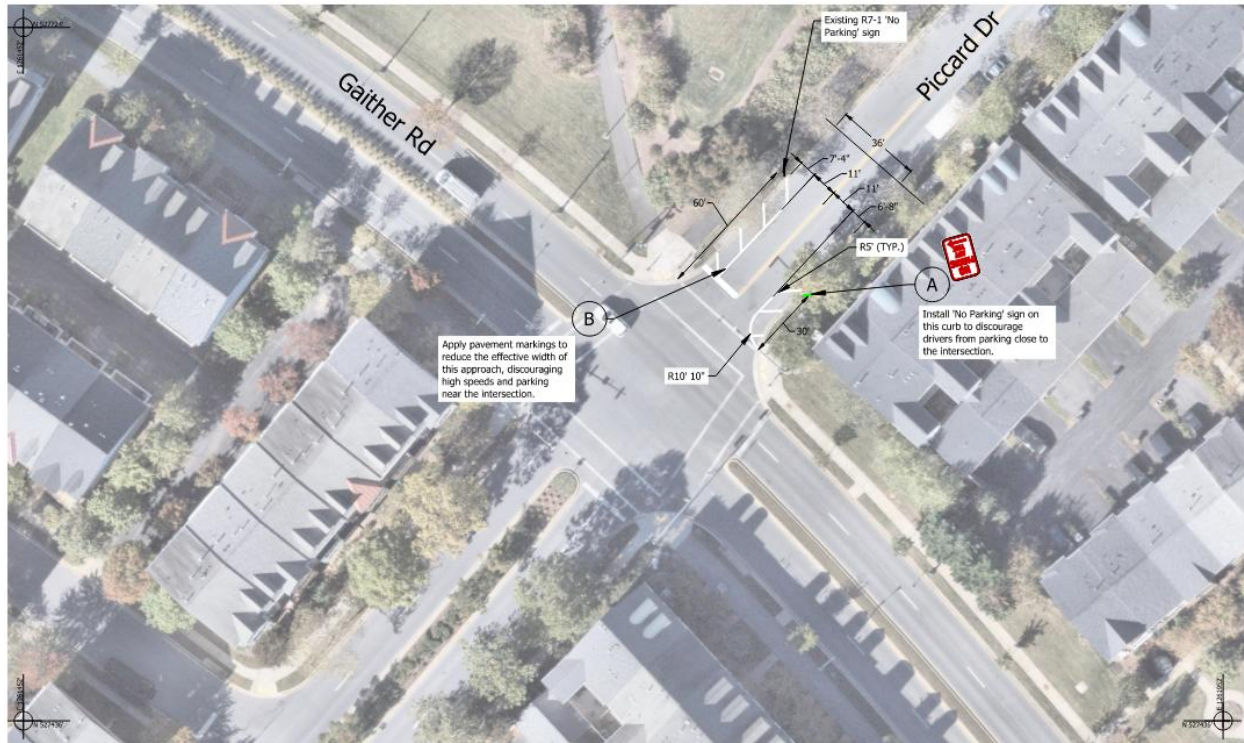 Existing R7-1 'No
Parking' sign
Piccard Dr
Gaither Rd
36'
7'-4"
11'
11'
6'-8"
60'
R5' (TYP.)
A
Install 'No Parking' sign on
this curb to discourage
drivers from parking close to
the intersection.
B
30'
Apply pavement markings to
reduce the effective width of
this approach, discouraging
high speeds and parking
near the intersection.
R10' 10"